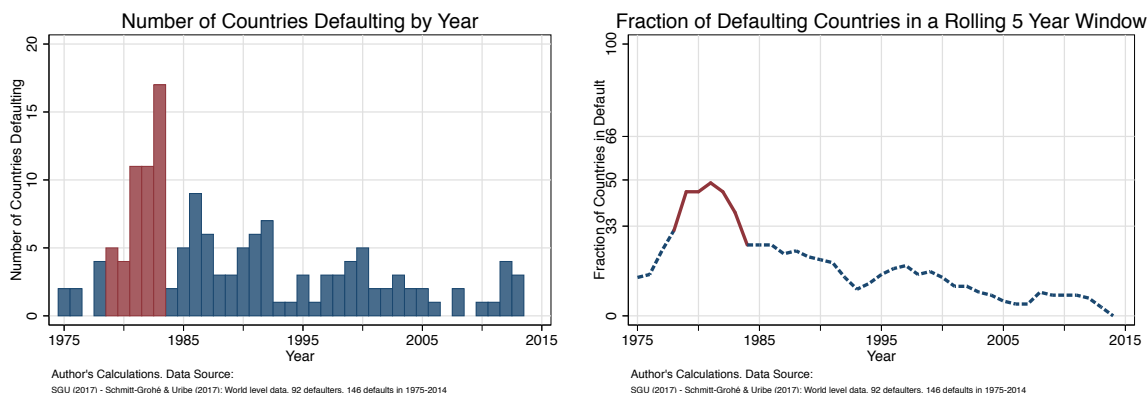 Number of Countries Defaulting by Year
Number of Countries Defaulting
20
15
10
5
0
1975
1985
1995
2005
2015
Year
Author's Calculations. Data Source:
SGU (2017) - Schmitt-Grohé & Uribe (2017): World level data, 92 defaulters, 146 defaults in 1975-2014
Fraction of Defaulting Countries in a Rolling 5 Year Window
Fraction of Countries in Default
100
66
50
33
0
1975
1985
1995
2005
2015
Year
Author's Calculations. Data Source:
SGU (2017) - Schmitt-Grohé & Uribe (2017): World level data, 92 defaulters, 146 defaults in 1975-2014